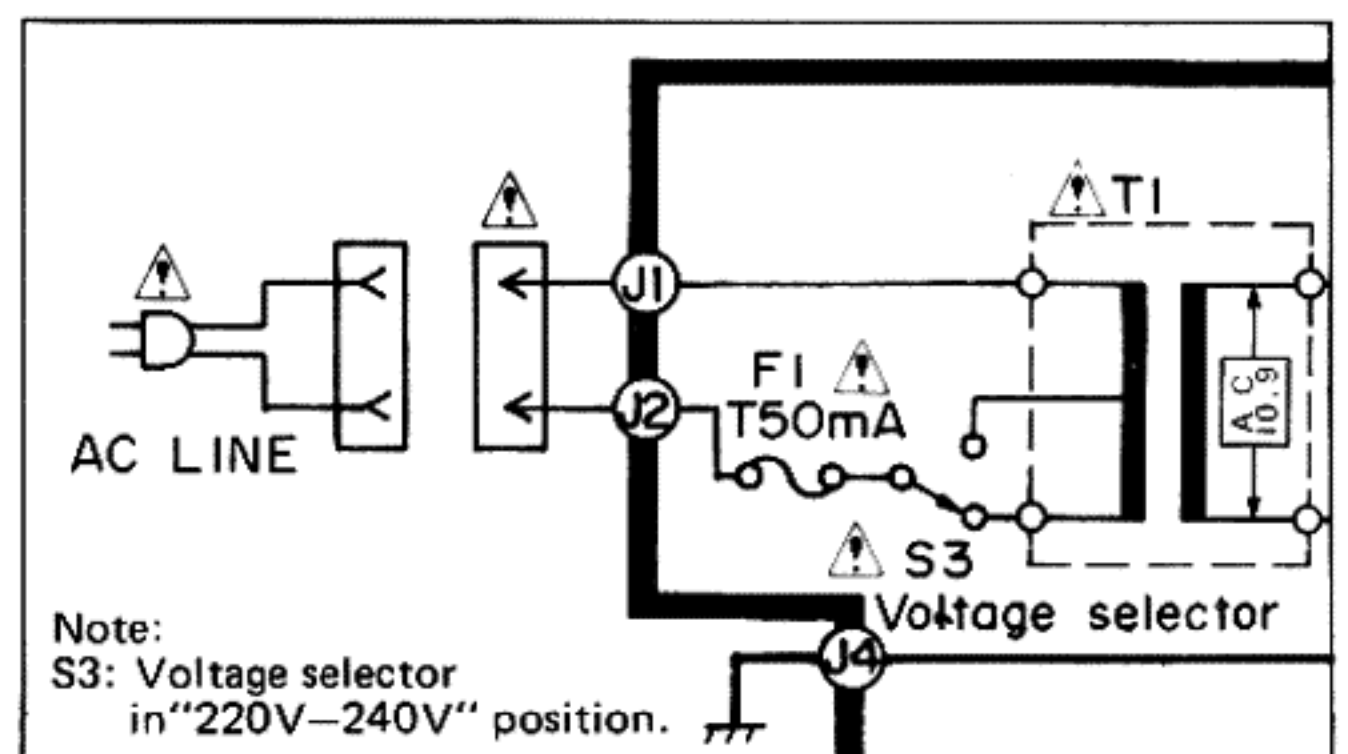 T1
J1
F1
J2
T50mA
AC
10.9
AC LINE
S3
Voltage selector
Note:
S3: Voltage selector
in“220V–240V“ position.
J4